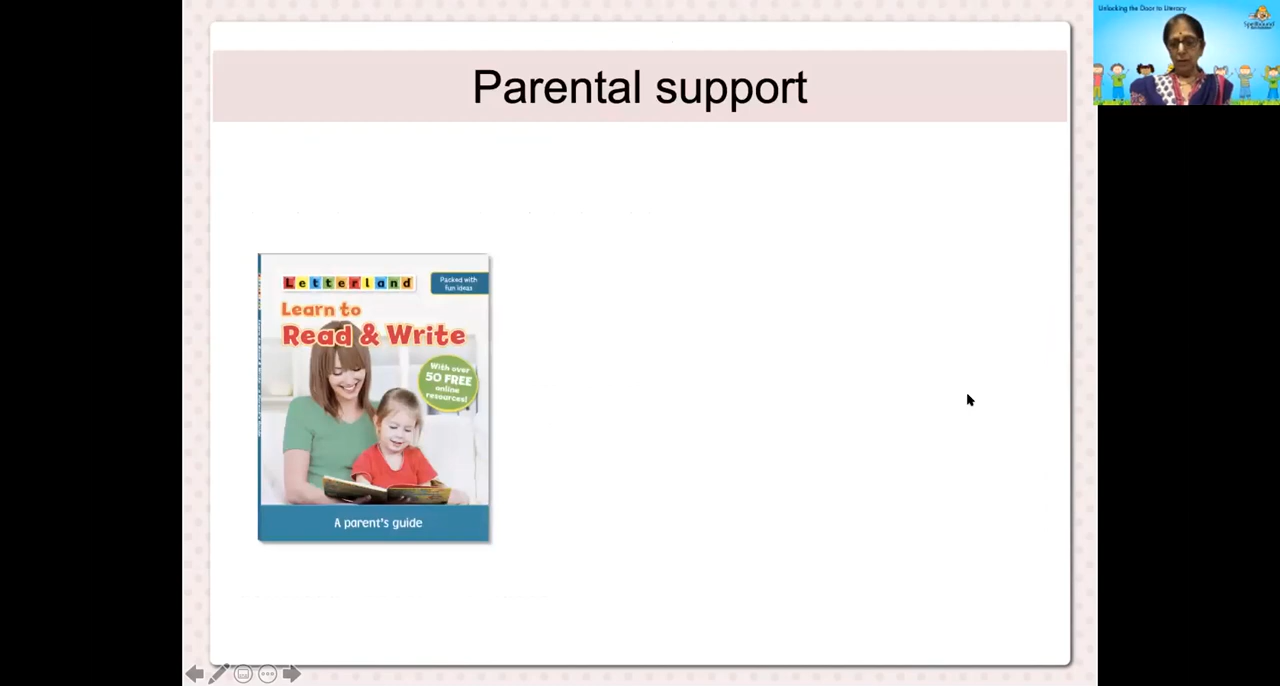 Unlocking the Door to Literacy
Spellbound
Parental support
Letterland
Packed with
fun ideas
Learn to
Read & Write
With over
50 FREE
online
resources!
A parent's guide